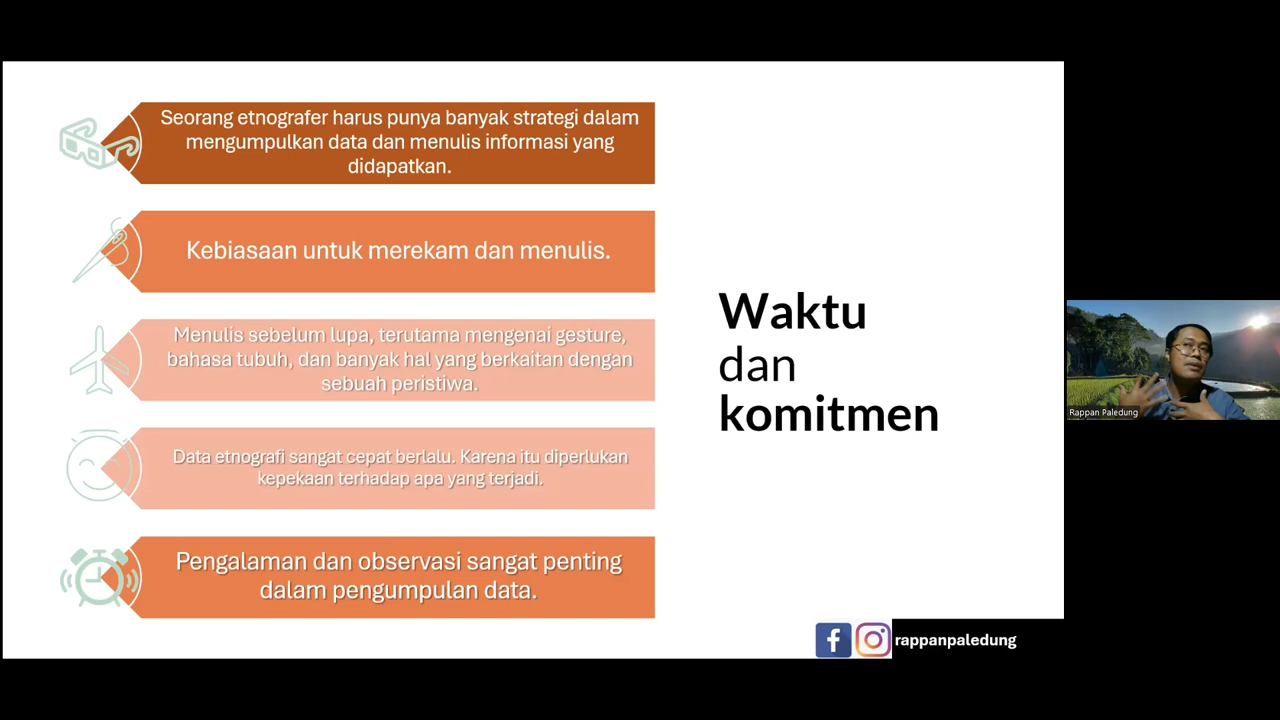 Seorang etnografer harus punya banyak strategi dalam
mengumpulkan data dan menulis informasi yang
didapatkan.
Kebiasaan untuk merekam dan menulis.
Menulis sebelum lupa, terutama mengenai gesture,
bahasa tubuh, dan banyak hal yang berkaitan dengan
sebuah peristiwa.
Data etnografi sangat cepat berlalu. Karena itu diperlukan
kepekaan terhadap apa yang terjadi.
Pengalaman dan observasi sangat penting
dalam pengumpulan data.
Waktu
dan
komitmen
rappanpaledung
Rappan Paledung